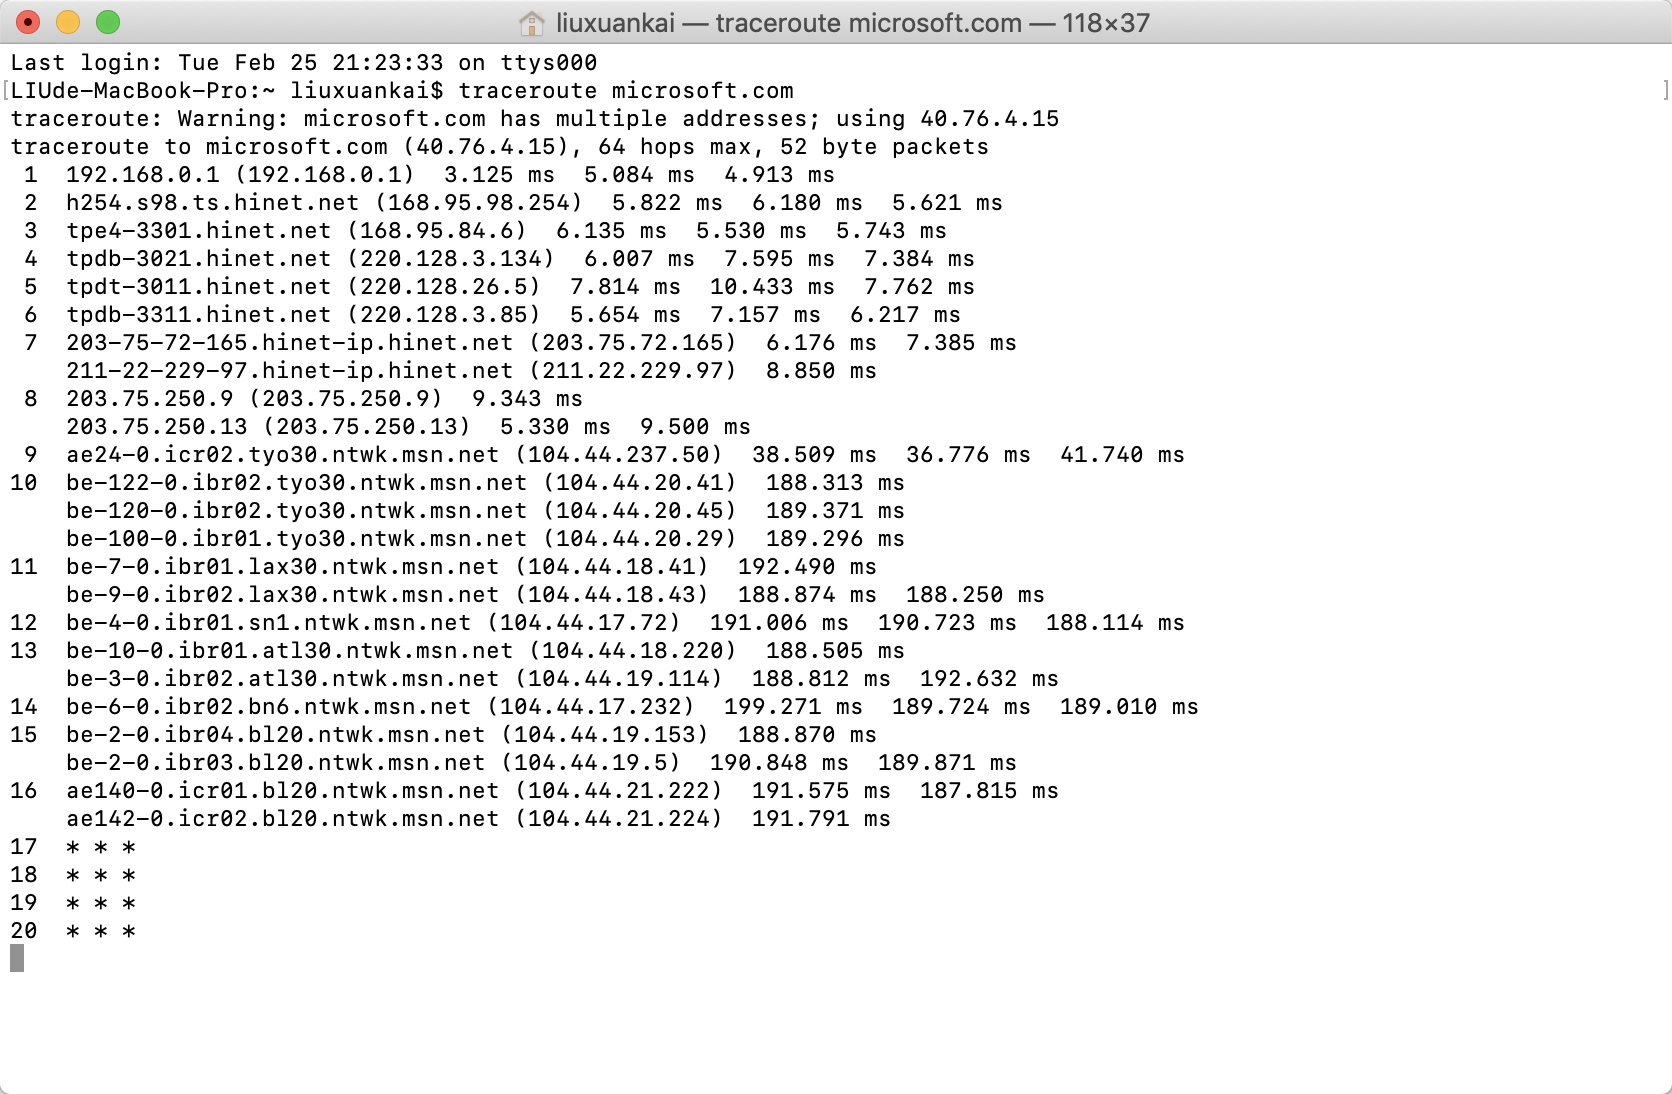 liuxuankai — traceroute microsoft.com — 118×37
Last login: Tue Feb 25 21:23:33 on ttys000
[LIUde-MacBook-Pro:~ liuxuankai$ traceroute microsoft.com ]
traceroute: Warning: microsoft.com has multiple addresses; using 40.76.4.15
traceroute to microsoft.com (40.76.4.15), 64 hops max, 52 byte packets
 1  192.168.0.1 (192.168.0.1)  3.125 ms  5.084 ms  4.913 ms
 2  h254.s98.ts.hinet.net (168.95.98.254)  5.822 ms  6.180 ms  5.621 ms
 3  tpe4-3301.hinet.net (168.95.84.6)  6.135 ms  5.530 ms  5.743 ms
 4  tpdb-3021.hinet.net (220.128.3.134)  6.007 ms  7.595 ms  7.384 ms
 5  tpdt-3011.hinet.net (220.128.26.5)  7.814 ms  10.433 ms  7.762 ms
 6  tpdb-3311.hinet.net (220.128.3.85)  5.654 ms  7.157 ms  6.217 ms
 7  203-75-72-165.hinet-ip.hinet.net (203.75.72.165)  6.176 ms  7.385 ms
    211-22-229-97.hinet-ip.hinet.net (211.22.229.97)  8.850 ms
 8  203.75.250.9 (203.75.250.9)  9.343 ms
    203.75.250.13 (203.75.250.13)  5.330 ms  9.500 ms
 9  ae24-0.icr02.tyo30.ntwk.msn.net (104.44.237.50)  38.509 ms  36.776 ms  41.740 ms
10  be-122-0.ibr02.tyo30.ntwk.msn.net (104.44.20.41)  188.313 ms
    be-120-0.ibr02.tyo30.ntwk.msn.net (104.44.20.45)  189.371 ms
    be-100-0.ibr01.tyo30.ntwk.msn.net (104.44.20.29)  189.296 ms
11  be-7-0.ibr01.lax30.ntwk.msn.net (104.44.18.41)  192.490 ms
    be-9-0.ibr02.lax30.ntwk.msn.net (104.44.18.43)  188.874 ms  188.250 ms
12  be-4-0.ibr01.sn1.ntwk.msn.net (104.44.17.72)  191.006 ms  190.723 ms  188.114 ms
13  be-10-0.ibr01.atl30.ntwk.msn.net (104.44.18.220)  188.505 ms
    be-3-0.ibr02.atl30.ntwk.msn.net (104.44.19.114)  188.812 ms  192.632 ms
14  be-6-0.ibr02.bn6.ntwk.msn.net (104.44.17.232)  199.271 ms  189.724 ms  189.010 ms
15  be-2-0.ibr04.bl20.ntwk.msn.net (104.44.19.153)  188.870 ms
    be-2-0.ibr03.bl20.ntwk.msn.net (104.44.19.5)  190.848 ms  189.871 ms
16  ae140-0.icr01.bl20.ntwk.msn.net (104.44.21.222)  191.575 ms  187.815 ms
    ae142-0.icr02.bl20.ntwk.msn.net (104.44.21.224)  191.791 ms
17  * * *
18  * * *
19  * * *
20  * * *